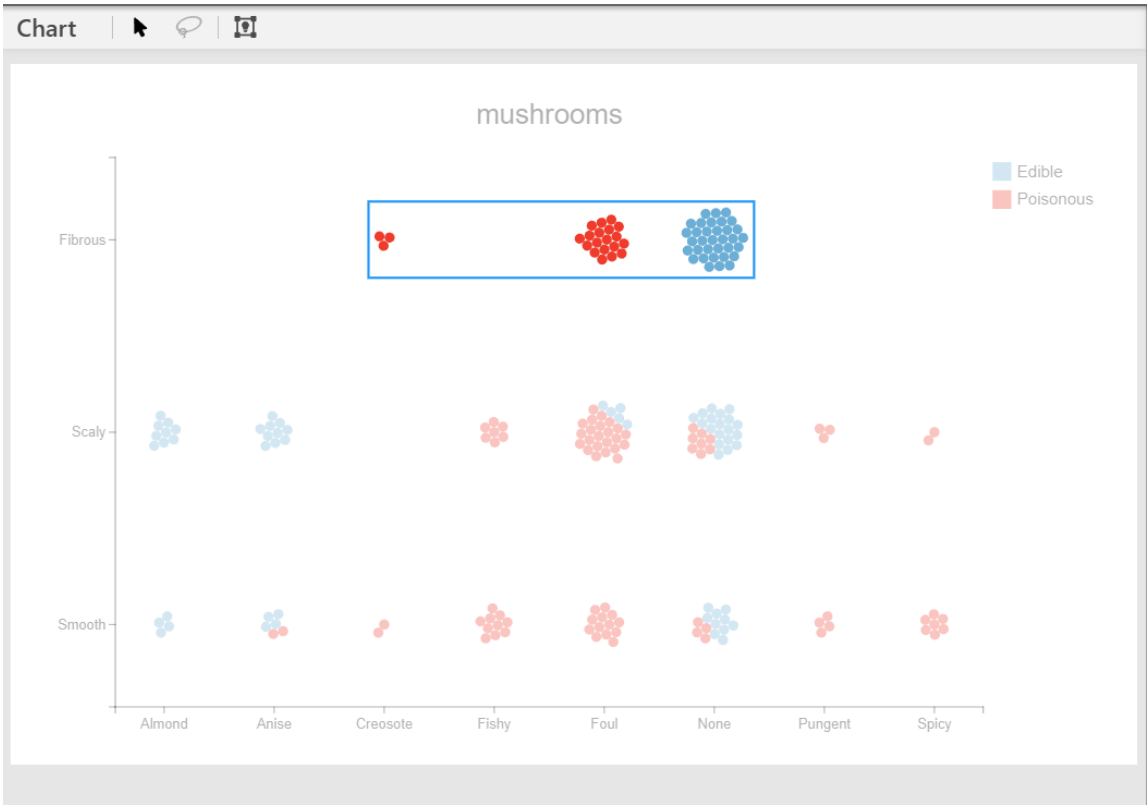 Chart
mushrooms
Edible
Poisonous
Fibrous
Scaly
Smooth
Almond Anise Creosote Fishy Foul None Pungent Spicy